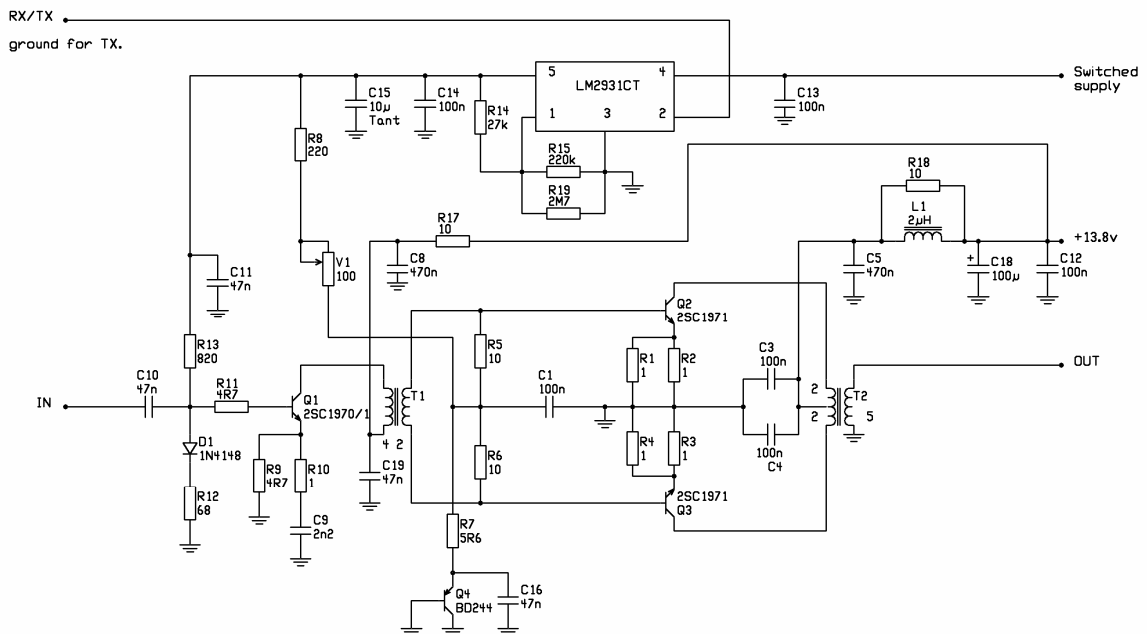 RX/TX
ground for TX.
5
4
LM2931CT
1
3
2
Switched
supply
C15
10µ
Tant
C14
100n
R14
27k
C13
100n
R8
220
R15
220k
R19
2M7
R18
10
L1
2µH
R17
10
+13.8v
C8
470n
C5
470n
+
C18
100µ
C12
100n
V1
100
C11
47n
Q2
2SC1971
R13
820
R5
10
R1
1
R2
1
C3
100n
OUT
C10
47n
R11
4R7
Q1
2SC1970/1
T1
C1
100n
2
2
T2
5
IN
D1
1N4148
4 2
R9
4R7
R10
1
C19
47n
R6
10
R4
1
R3
1
100n
C4
R12
68
C9
2n2
2SC1971
Q3
R7
5R6
Q4
BD244
C16
47n